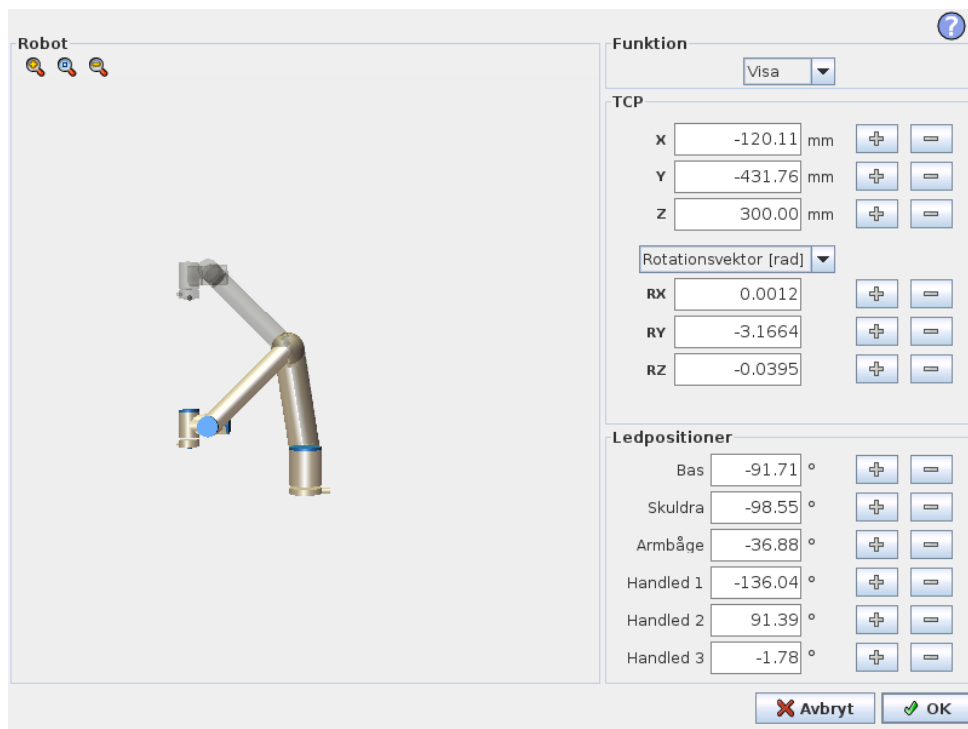 ?
Robot
Funktion
Visa
TCP
X -120.11 mm
Y -431.76 mm
Z 300.00 mm
Rotationsvektor [rad]
RX 0.0012
RY -3.1664
RZ -0.0395
Ledpositioner
Bas -91.71 °
Skuldra -98.55 °
Armbåge -36.88 °
Handled 1 -136.04 °
Handled 2 91.39 °
Handled 3 -1.78 °
Avbryt
OK